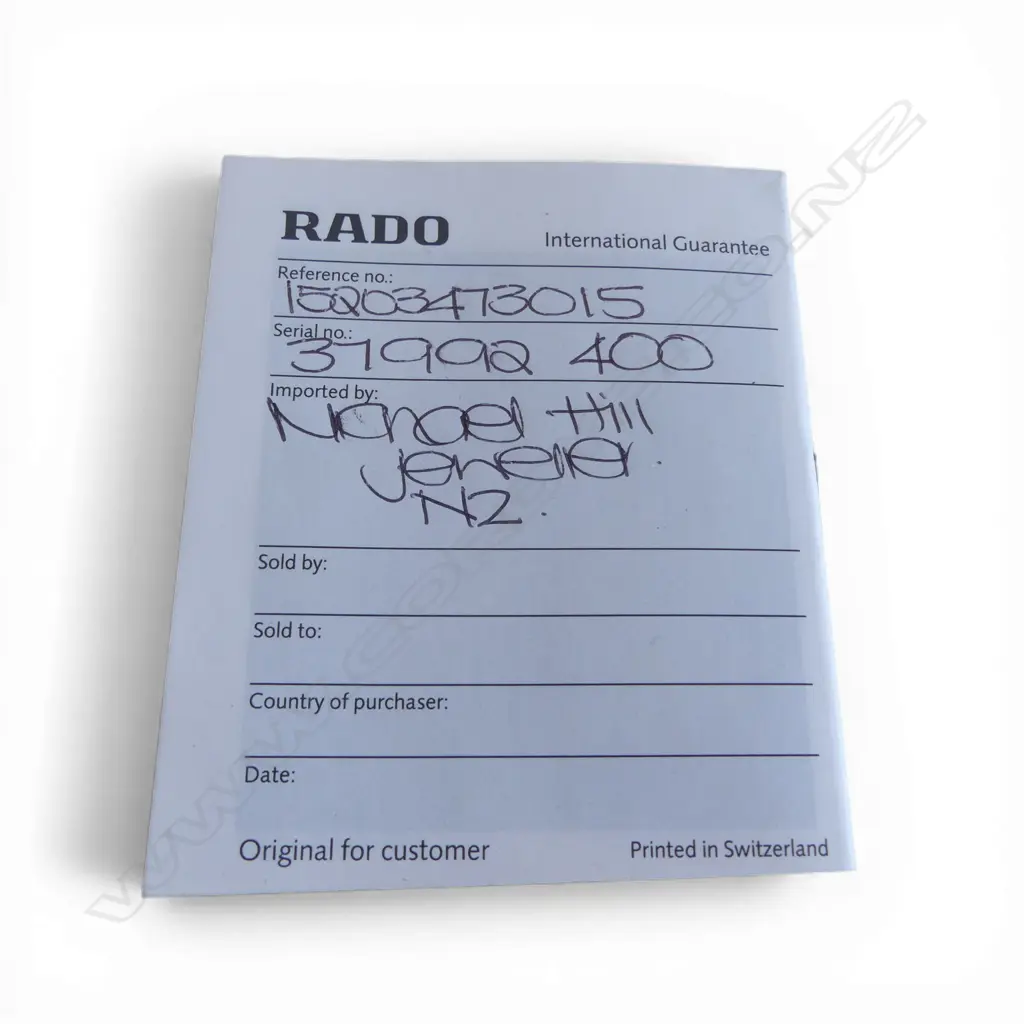 RADO
International Guarantee
Reference no.:
15203473015
Serial no.:
37992 400
Imported by:
Michael Hill
Jeweller.
NZ.
Sold by:
Sold to:
Country of purchaser:
Date:
Original for customer
Printed in Switzerland